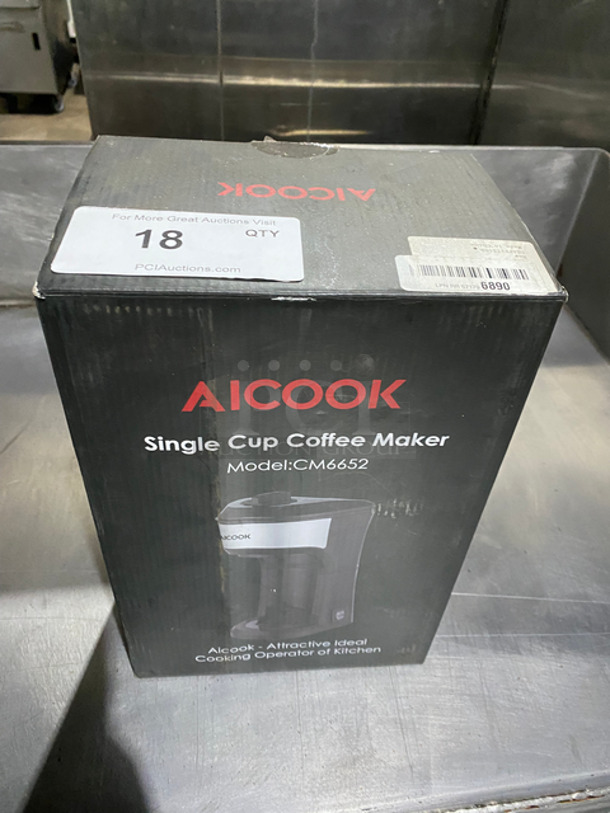 AICOOK
For More Great Auctions Visit
18 QTY
PCIAuctions.com
6890
AICOOK
Single Cup Coffee Maker
Model:CM6652
AICOOK
Aicook - Attractive Ideal
Cooking Operator of Kitchen